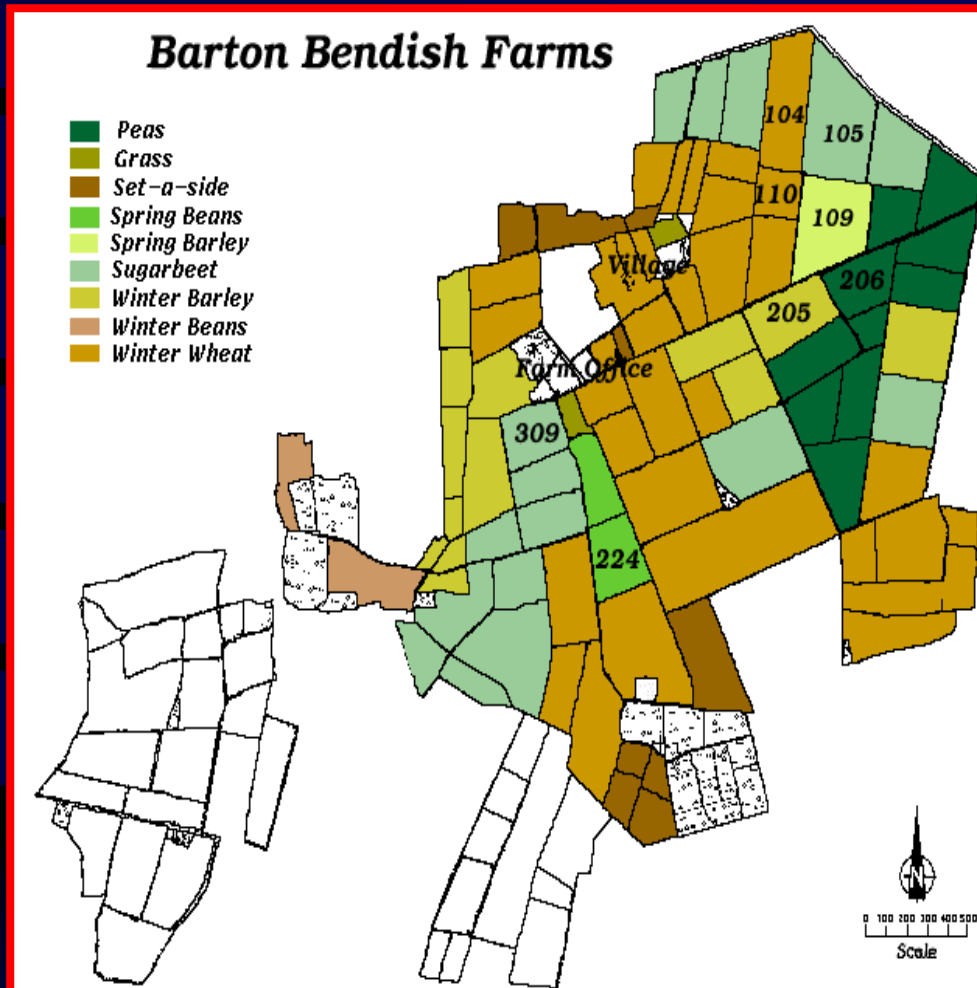 Barton Bendish Farms
Peas
Grass
Set-a-side
Spring Beans
Spring Barley
Sugarbeet
Winter Barley
Winter Beans
Winter Wheat
104
105
110
109
Village
206
205
Farm Office
309
224
N
0 100 200 300 400 500
Scale